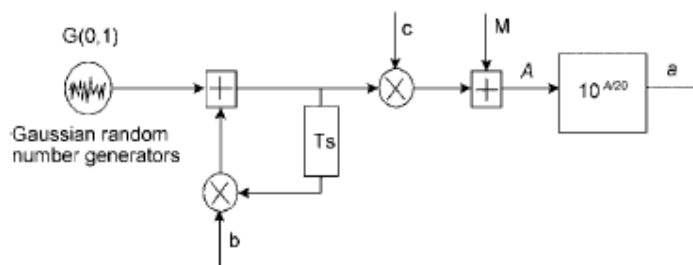 G(0,1)
c
M
A
10^A/20
a
Gaussian random
number generators
Ts
b